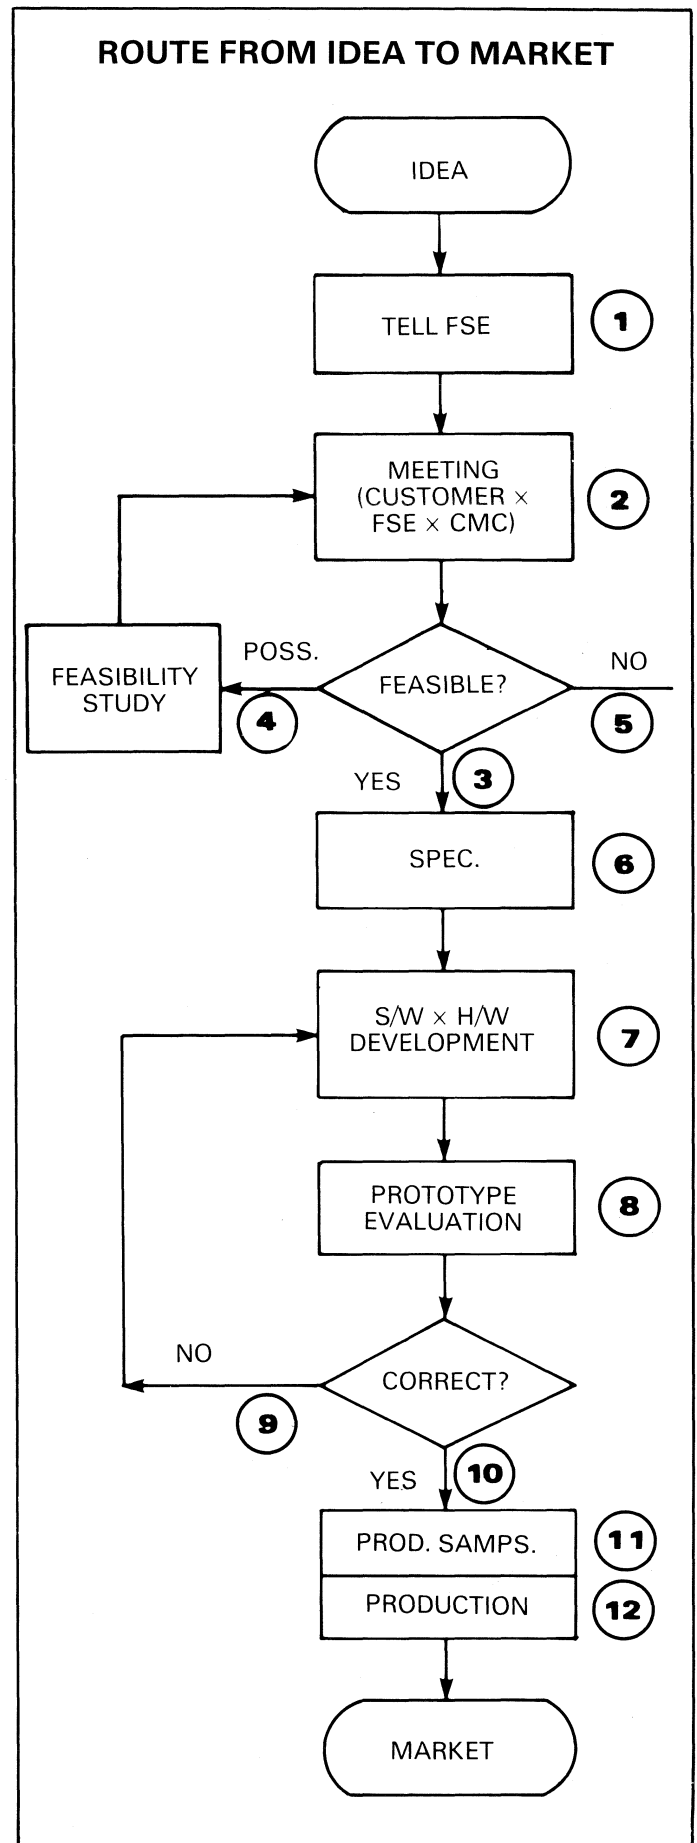 ROUTE FROM IDEA TO MARKET
IDEA
TELL FSE
1
MEETING
(CUSTOMER ×
FSE × CMC)
2
FEASIBILITY
STUDY
POSS.
4
FEASIBLE?
NO
5
YES
3
SPEC.
6
S/W × H/W
DEVELOPMENT
7
PROTOTYPE
EVALUATION
8
CORRECT?
NO
9
YES
10
PROD. SAMPS.
11
PRODUCTION
12
MARKET